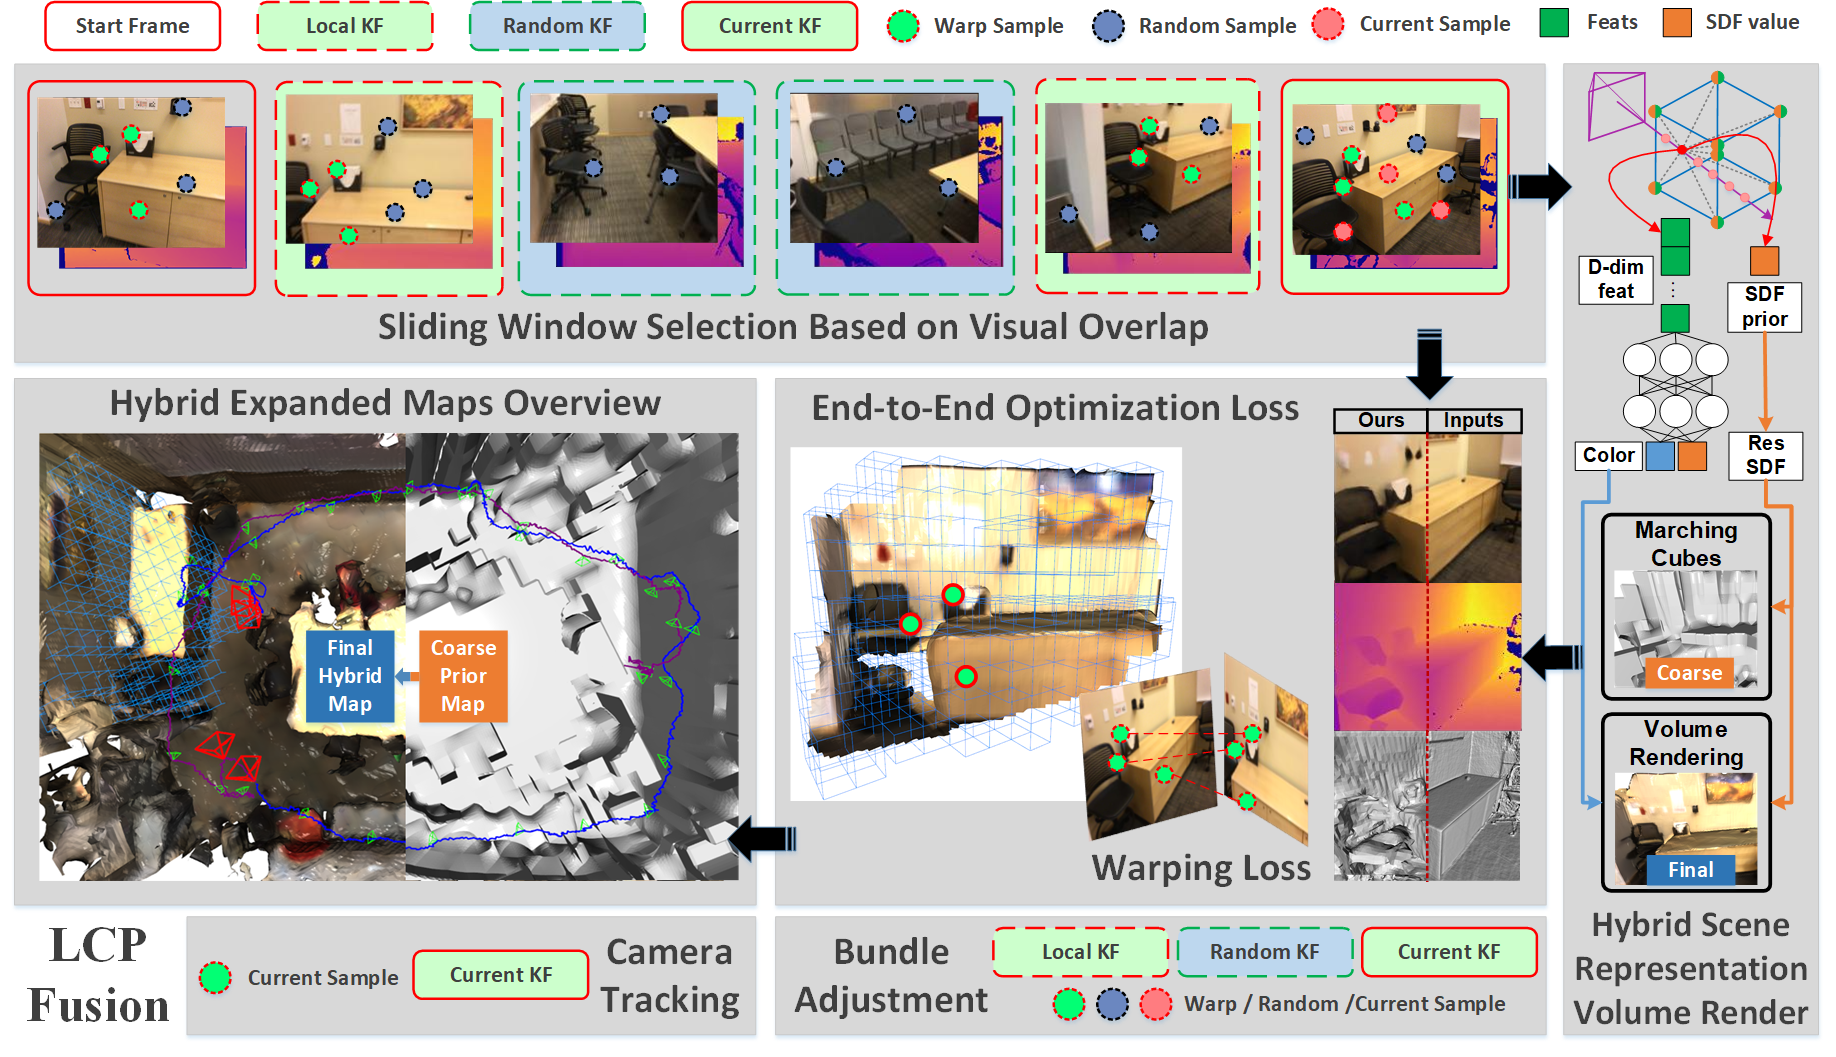 Start Frame
Local KF
Random KF
Current KF
Warp Sample
Random Sample
Current Sample
Feats
SDF value
Sliding Window Selection Based on Visual Overlap
D-dim
feat
SDF
prior
Color
Res
SDF
Marching
Cubes
Coarse
Volume
Rendering
Final
Hybrid Scene
Representation
Volume Render
Hybrid Expanded Maps Overview
Final
Hybrid
Map
Coarse
Prior
Map
End-to-End Optimization Loss
Ours
Inputs
Warping Loss
LCP
Fusion
Current Sample
Current KF
Camera
Tracking
Bundle
Adjustment
Local KF
Random KF
Current KF
Warp / Random /Current Sample